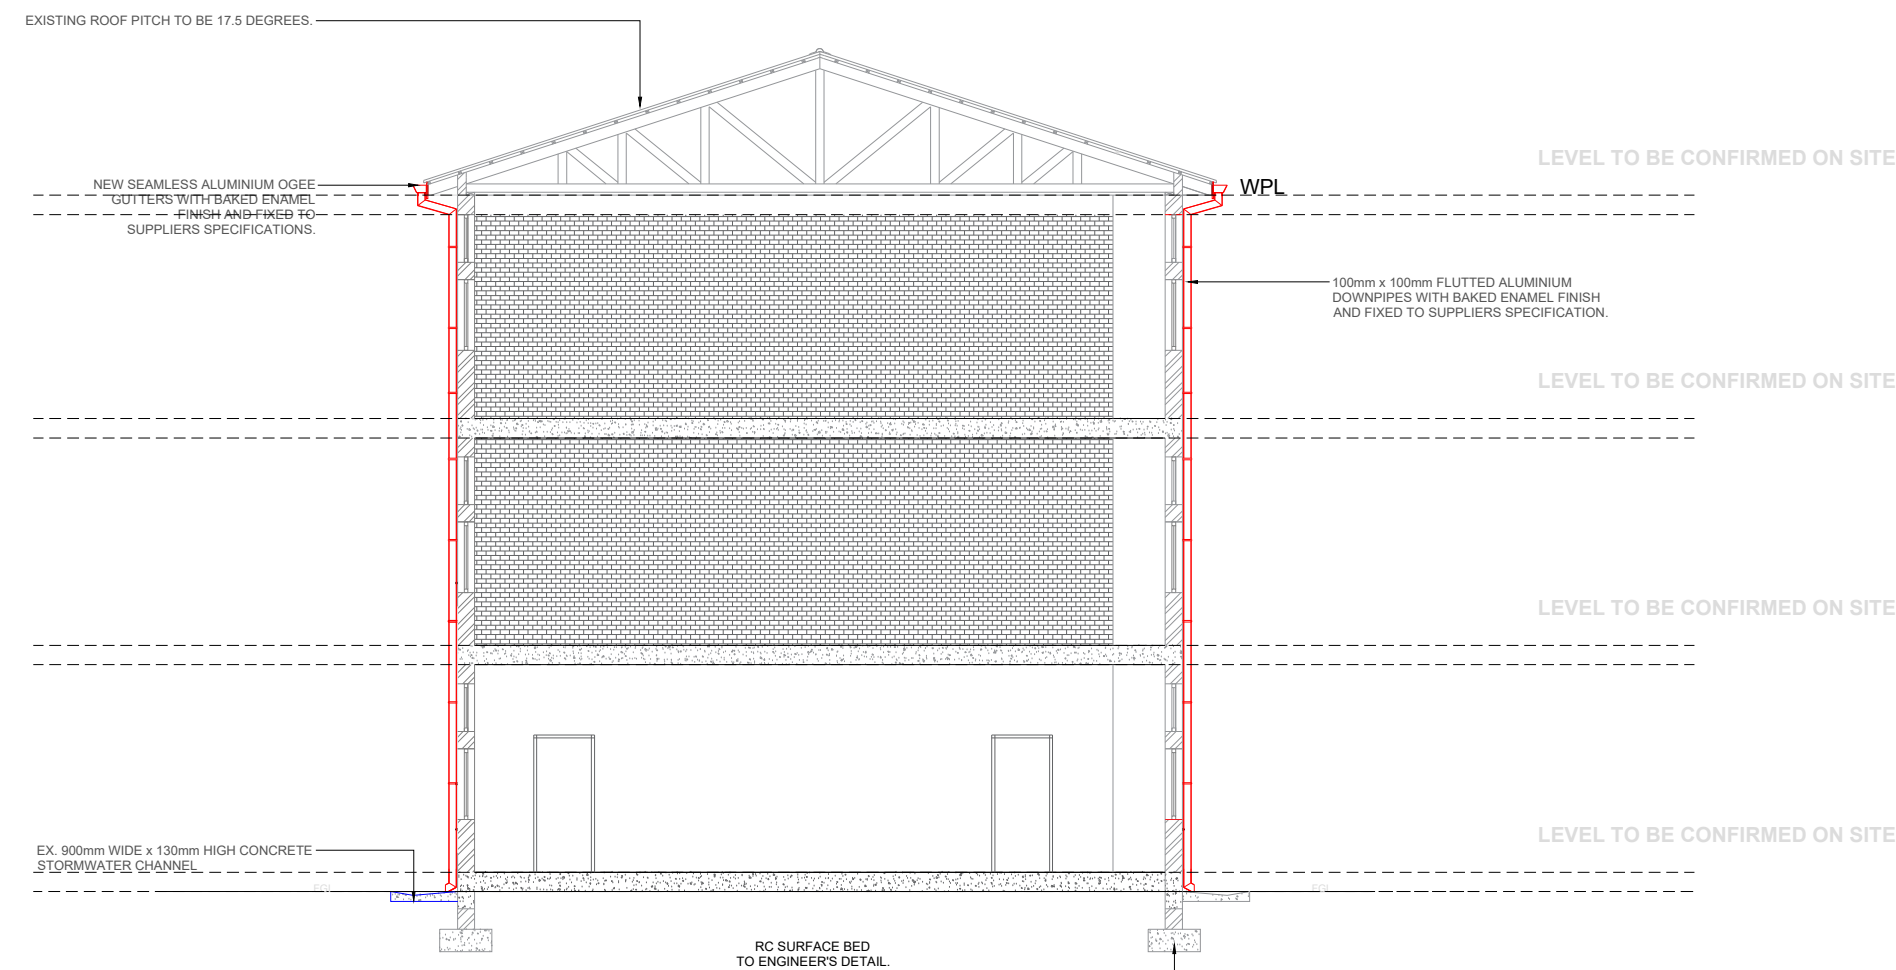 EXISTING ROOF PITCH TO BE 17.5 DEGREES.
LEVEL TO BE CONFIRMED ON SITE
NEW SEAMLESS ALUMINIUM OGEE
GUTTERS WITH BAKED ENAMEL
FINISH AND FIXED TO
SUPPLIERS SPECIFICATIONS.
WPL
100mm x 100mm FLUTTED ALUMINIUM
DOWNPIPES WITH BAKED ENAMEL FINISH
AND FIXED TO SUPPLIERS SPECIFICATION.
LEVEL TO BE CONFIRMED ON SITE
LEVEL TO BE CONFIRMED ON SITE
LEVEL TO BE CONFIRMED ON SITE
EX. 900mm WIDE x 130mm HIGH CONCRETE
STORMWATER CHANNEL
EGL
EGL
RC SURFACE BED
TO ENGINEER'S DETAIL.